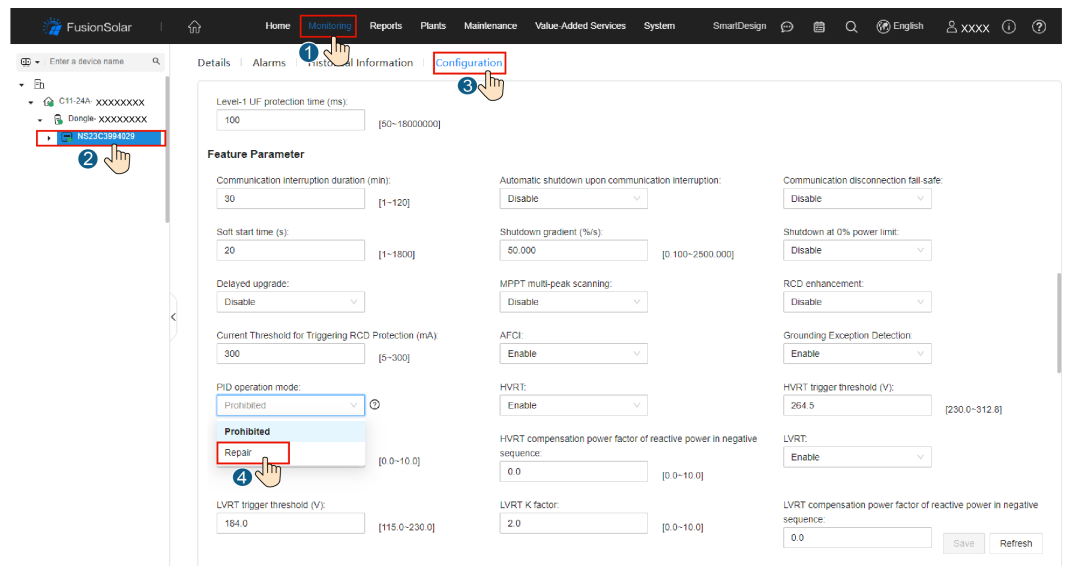 FusionSolar
Home Monitoring Reports Plants Maintenance Value-Added Services System SmartDesign English xxxx
1
Enter a device name
Details Alarms Historical Information Configuration
3
C11-24A- XXXXXXXX
Dongle- XXXXXXXX
NS23C3994029
2
Level-1 UF protection time (ms):
100 [50~18000000]
Feature Parameter
Communication interruption duration (min): Automatic shutdown upon communication interruption: Communication disconnection fail-safe:
30 [1~120] Disable Disable
Soft start time (s): Shutdown gradient (%/s): Shutdown at 0% power limit:
20 [1~1800] 50.000 [0.100~2500.000] Disable
Delayed upgrade: MPPT multi-peak scanning: RCD enhancement:
Disable Disable Disable
Current Threshold for Triggering RCD Protection (mA): AFCI: Grounding Exception Detection:
300 [5~300] Enable Enable
PID operation mode: HVRT: HVRT trigger threshold (V):
Prohibited Enable 264.5 [230.0~312.8]
Prohibited
Repair
4
[0.0~10.0]
HVRT compensation power factor of reactive power in negative
sequence:
0.0 [0.0~10.0]
LVRT:
Enable
LVRT trigger threshold (V): LVRT K factor: LVRT compensation power factor of reactive power in negative
sequence:
184.0 [115.0~230.0] 2.0 [0.0~10.0]
0.0
Save Refresh